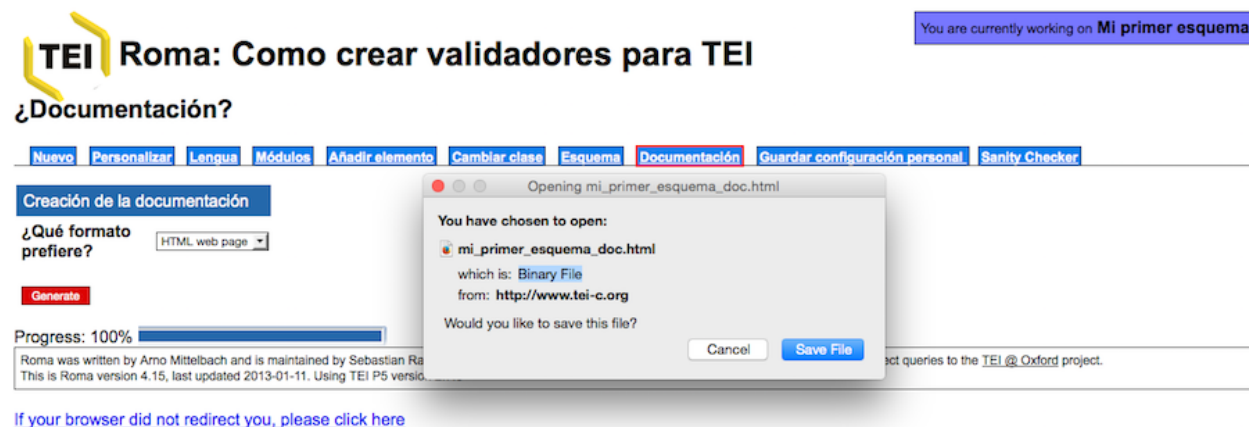 You are currently working on Mi primer esquema
TEI Roma: Como crear validadores para TEI
¿Documentación?
Nuevo Personalizar Lengua Módulos Añadir elemento Cambiar clase Esquema Documentación Guardar configuración personal Sanity Checker
Creación de la documentación
¿Qué formato
prefiere?
HTML web page
Generate
Progress: 100%
Roma was written by Arno Mittelbach and is maintained by Sebastian
ect queries to the TEI @ Oxford project.
This is Roma version 4.15, last updated 2013-01-11. Using TEI P5
If your browser did not redirect you, please click here
Opening mi_primer_esquema_doc.html
You have chosen to open:
mi_primer_esquema_doc.html
which is: Binary File
from: http://www.tei-c.org
Would you like to save this file?
Cancel Save File